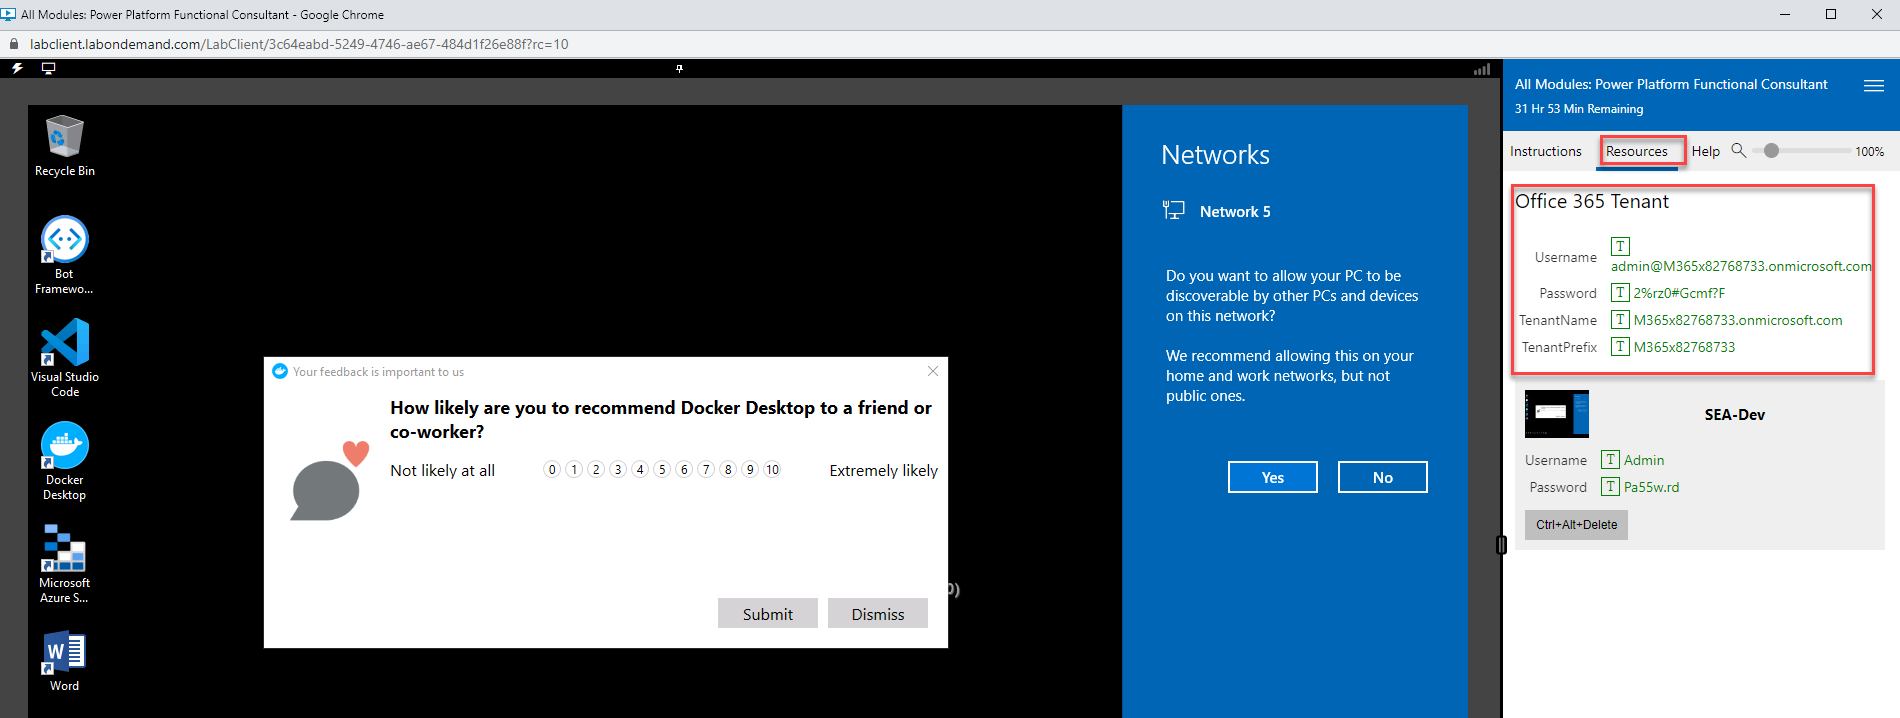 All Modules: Power Platform Functional Consultant - Google Chrome
labclient.labondemand.com/LabClient/3c64eabd-5249-4746-ae67-484d1f26e88f?rc=10
Recycle Bin
Bot
Framewo...
Visual Studio
Code
Docker
Desktop
Microsoft
Azure S...
Word
Your feedback is important to us
How likely are you to recommend Docker Desktop to a friend or
co-worker?
Not likely at all 0 1 2 3 4 5 6 7 8 9 10 Extremely likely
Submit Dismiss
0)
Networks
Network 5
Do you want to allow your PC to be
discoverable by other PCs and devices
on this network?
We recommend allowing this on your
home and work networks, but not
public ones.
Yes No
All Modules: Power Platform Functional Consultant
31 Hr 53 Min Remaining
Instructions Resources Help 100%
Office 365 Tenant
Username T
admin@M365x82768733.onmicrosoft.com
Password T 2%rz0#Gcmf?F
TenantName T M365x82768733.onmicrosoft.com
TenantPrefix T M365x82768733
SEA-Dev
Username T Admin
Password T Pa55w.rd
Ctrl+Alt+Delete